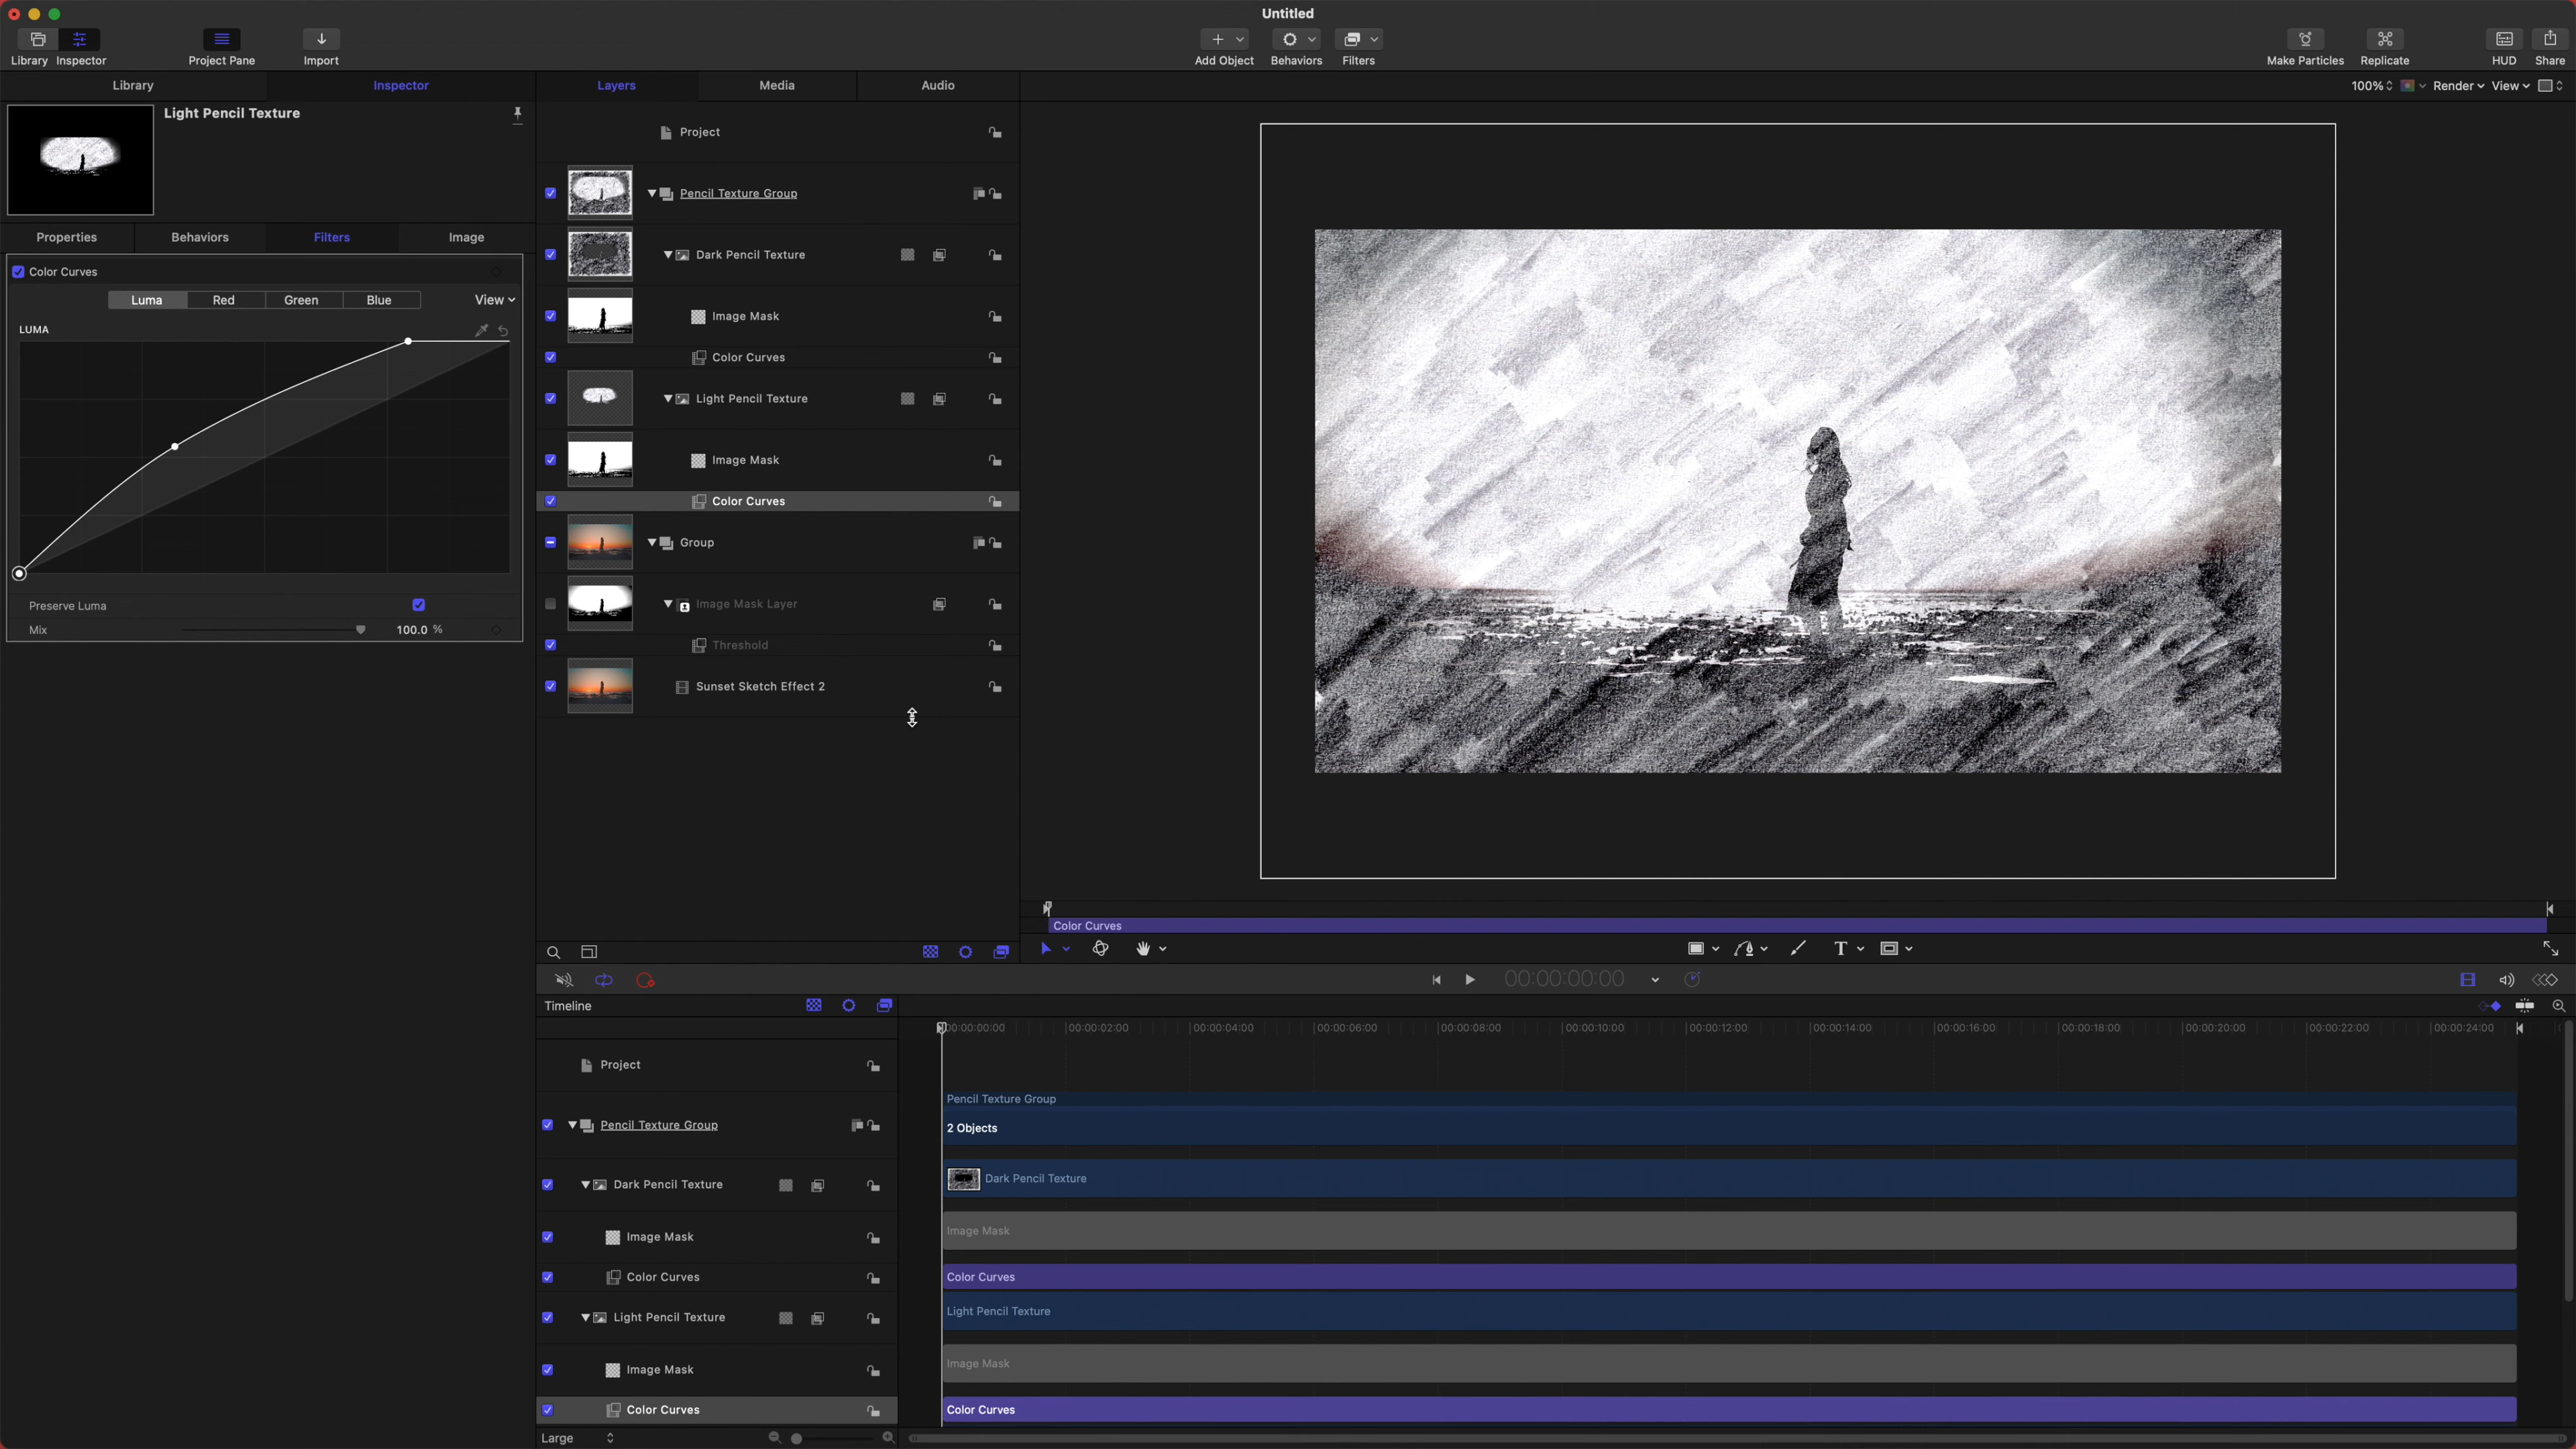 Untitled
Library
Inspector
Project Pane
Import
Add Object
Behaviors
Filters
Make Particles
Replicate
HUD
Share
Library
Inspector
Layers
Media
Audio
100%
Render
View
Light Pencil Texture
Properties
Behaviors
Filters
Image
Color Curves
Luma
Red
Green
Blue
View
LUMA
Preserve Luma
Mix
100.0 %
Project
Pencil Texture Group
Dark Pencil Texture
Image Mask
Color Curves
Light Pencil Texture
Image Mask
Color Curves
Group
Image Mask Layer
Threshold
Sunset Sketch Effect 2
Color Curves
T
00:00:00:00
Timeline
00:00:00:00
00:00:02:00
00:00:04:00
00:00:06:00
00:00:08:00
00:00:10:00
00:00:12:00
00:00:14:00
00:00:16:00
00:00:18:00
00:00:20:00
00:00:22:00
00:00:24:00
Project
Pencil Texture Group
Pencil Texture Group
2 Objects
Dark Pencil Texture
Dark Pencil Texture
Image Mask
Image Mask
Color Curves
Color Curves
Light Pencil Texture
Light Pencil Texture
Image Mask
Image Mask
Color Curves
Color Curves
Large